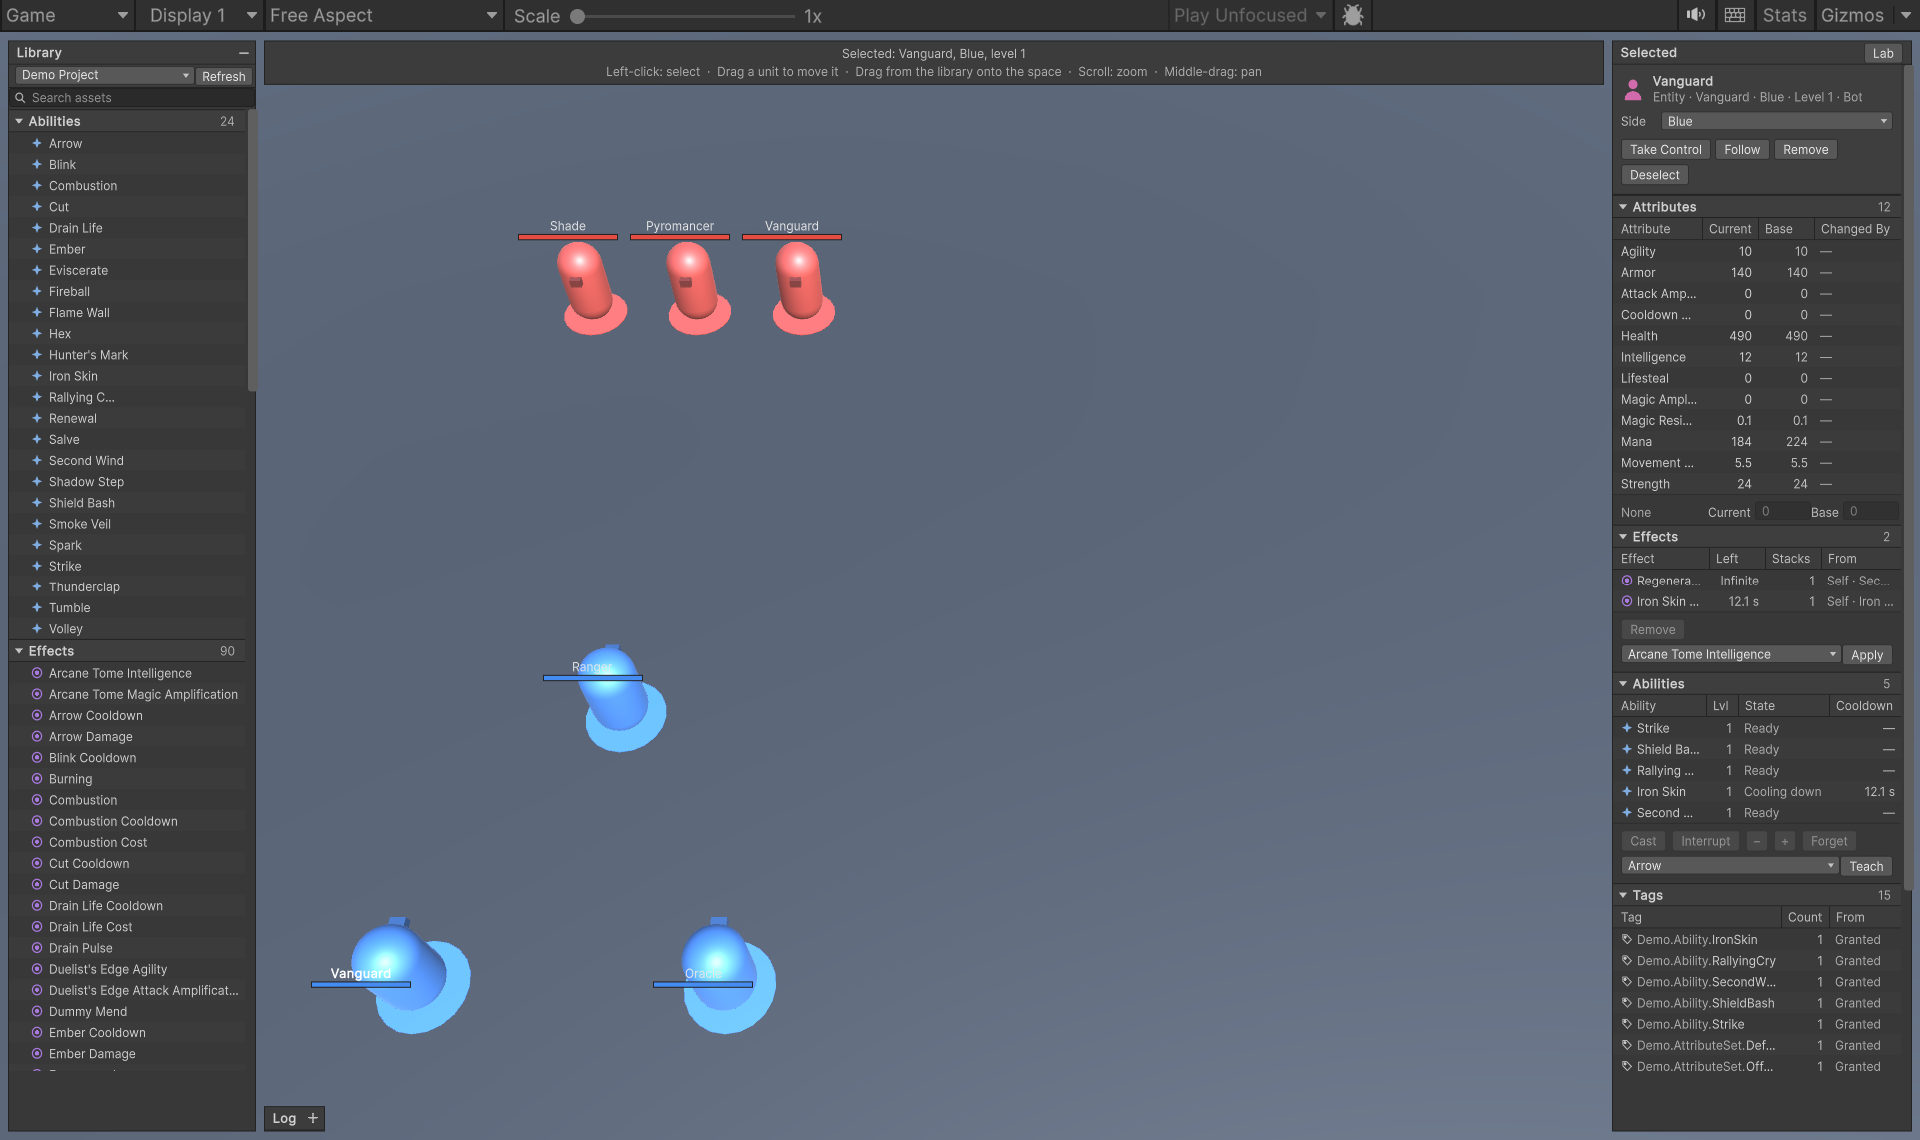 Game
Display 1
Free Aspect
Scale 1x
Play Unfocused
Stats
Gizmos
Library
Demo Project
Refresh
Search assets
Abilities 24
Arrow
Blink
Combustion
Cut
Drain Life
Ember
Eviscerate
Fireball
Flame Wall
Hex
Hunter's Mark
Iron Skin
Rallying C...
Renewal
Salve
Second Wind
Shadow Step
Shield Bash
Smoke Veil
Spark
Strike
Thunderclap
Tumble
Volley
Effects 90
Arcane Tome Intelligence
Arcane Tome Magic Amplification
Arrow Cooldown
Arrow Damage
Blink Cooldown
Burning
Combustion
Combustion Cooldown
Combustion Cost
Cut Cooldown
Cut Damage
Drain Life Cooldown
Drain Life Cost
Drain Pulse
Duelist's Edge Agility
Duelist's Edge Attack Amplificat...
Dummy Mend
Ember Cooldown
Ember Damage
Selected: Vanguard, Blue, level 1
Left-click: select · Drag a unit to move it · Drag from the library onto the space · Scroll: zoom · Middle-drag: pan
Shade
Pyromancer
Vanguard
Ranger
Vanguard
Oracle
Log +
Selected
Lab
Vanguard
Entity · Vanguard · Blue · Level 1 · Bot
Side Blue
Take Control
Follow
Remove
Deselect
Attributes 12
Attribute Current Base Changed By
Agility 10 10 —
Armor 140 140 —
Attack Amp... 0 0 —
Cooldown ... 0 0 —
Health 490 490 —
Intelligence 12 12 —
Lifesteal 0 0 —
Magic Ampl... 0 0 —
Magic Resi... 0.1 0.1 —
Mana 184 224 —
Movement ... 5.5 5.5 —
Strength 24 24 —
None Current 0 Base 0
Effects 2
Effect Left Stacks From
Regenera... Infinite 1 Self · Sec...
Iron Skin ... 12.1 s 1 Self · Iron ...
Remove
Arcane Tome Intelligence Apply
Abilities 5
Ability Lvl State Cooldown
Strike 1 Ready —
Shield Ba... 1 Ready —
Rallying ... 1 Ready —
Iron Skin 1 Cooling down 12.1 s
Second ... 1 Ready —
Cast Interrupt − + Forget
Arrow Teach
Tags 15
Tag Count From
Demo.Ability.IronSkin 1 Granted
Demo.Ability.RallyingCry 1 Granted
Demo.Ability.SecondW... 1 Granted
Demo.Ability.ShieldBash 1 Granted
Demo.Ability.Strike 1 Granted
Demo.AttributeSet.Def... 1 Granted
Demo.AttributeSet.Off... 1 Granted